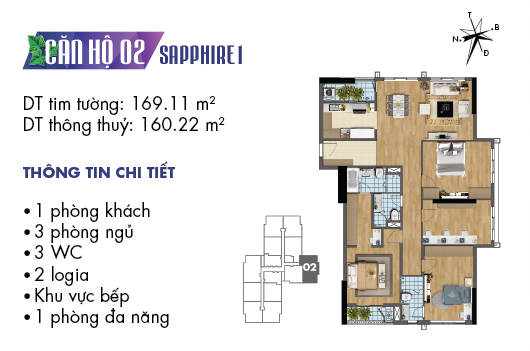 CĂN HỘ 02 SAPPHIRE 1
DT tim tường: 169.11 m²
DT thông thuỷ: 160.22 m²
THÔNG TIN CHI TIẾT
• 1 phòng khách
• 3 phòng ngủ
• 3 WC
• 2 logia
• Khu vực bếp
• 1 phòng đa năng
02
T
B
N
Đ